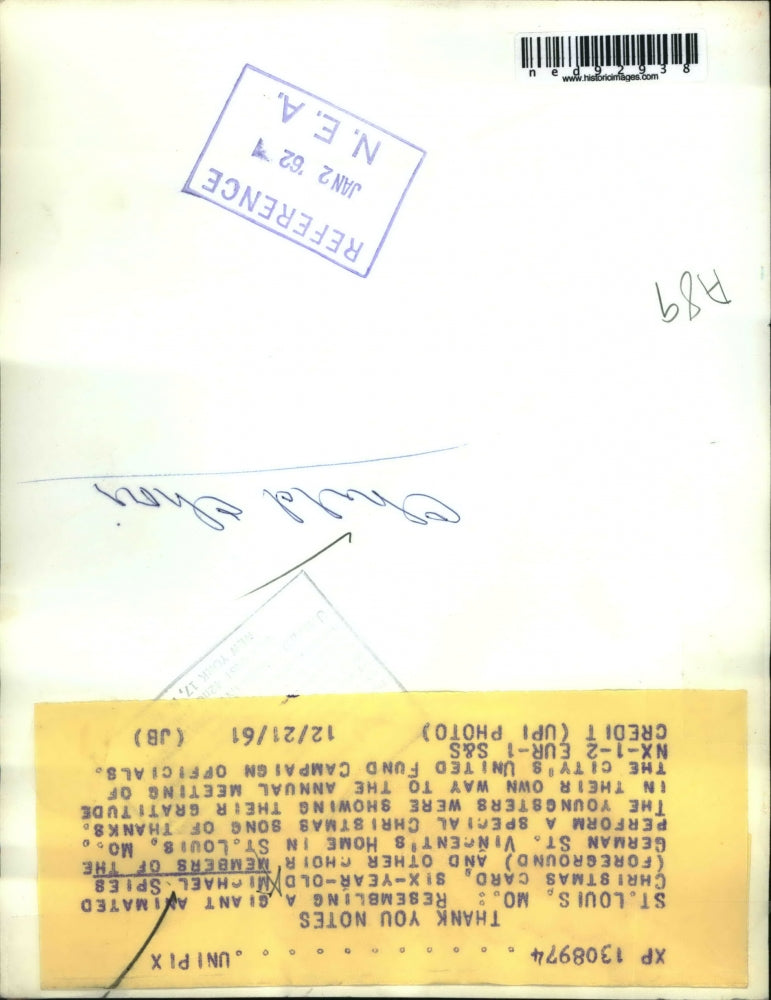 ned92938
www.historicimages.com
REFERENCE
JAN 2 '62
N. E. A.
A89
Child Choir
NEW YORK 17,
XP 1308974 . . . . . . . . . . . . UNIPIX
THANK YOU NOTES
ST.LOUIS, MO.: RESEMBLING A GIANT ANIMATED
CHRISTMAS CARD, SIX-YEAR-OLD MICHAEL SPIES
(FOREGROUND) AND OTHER CHOIR MEMBERS OF THE
GERMAN ST. VINCENT'S HOME IN ST.LOUIS, MO.,
PERFORM A SPECIAL CHRISTMAS SONG OF THANKS.
THE YOUNGSTERS WERE SHOWING THEIR GRATITUDE
IN THEIR OWN WAY TO THE ANNUAL MEETING OF
THE CITY'S UNITED FUND CAMPAIGN OFFICIALS.
NX-1-2 EUR-1 S&S
CREDIT (UPI PHOTO) 12/21/61 (JB)